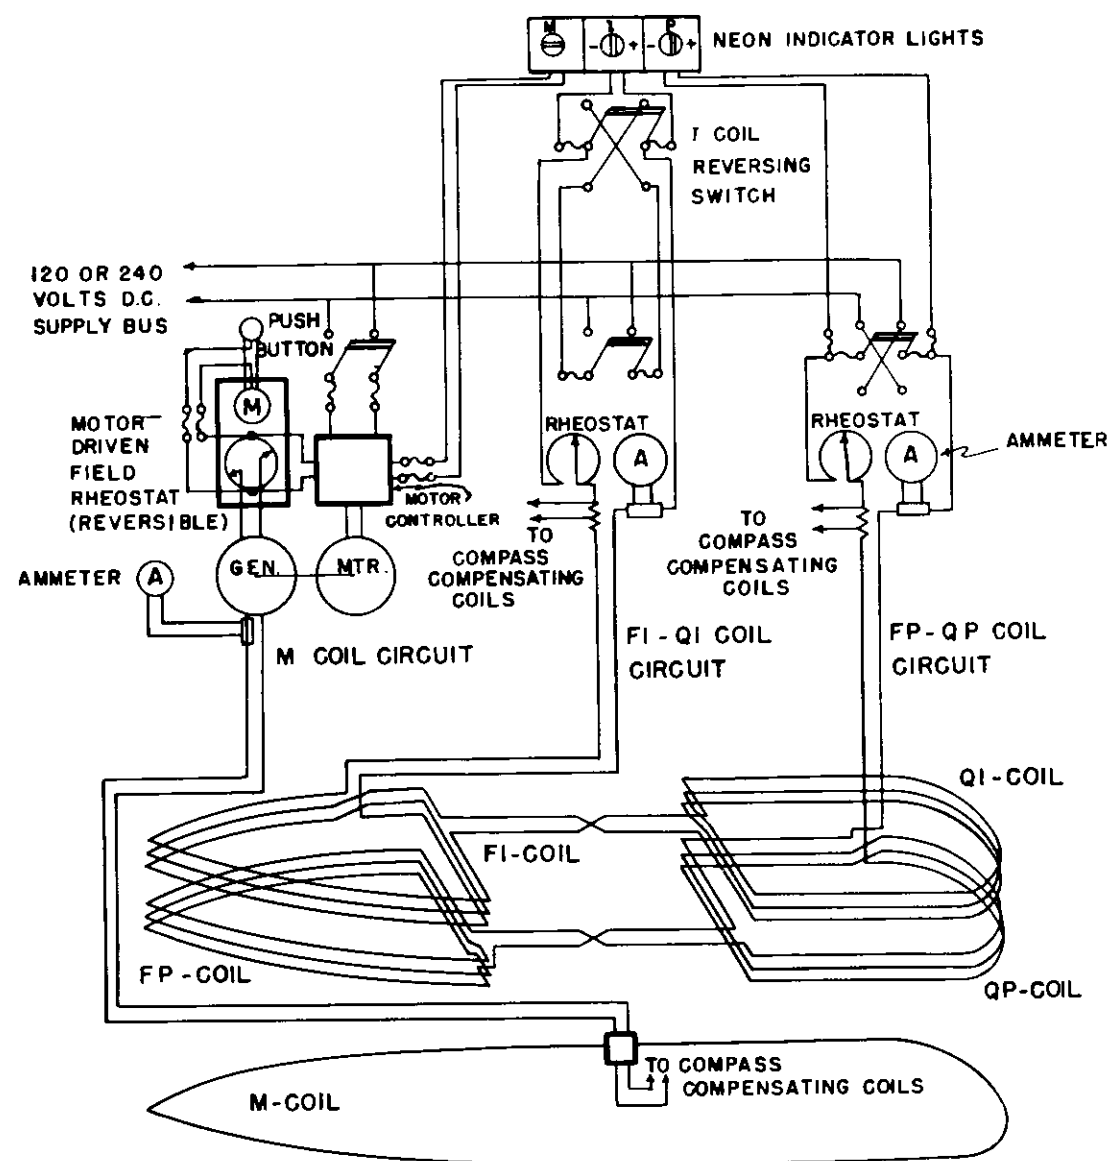 M
I
P
- +
- +
NEON INDICATOR LIGHTS
I COIL
REVERSING
SWITCH
120 OR 240
VOLTS D.C.
SUPPLY BUS
PUSH
BUTTON
M
MOTOR
DRIVEN
FIELD
RHEOSTAT
(REVERSIBLE)
MOTOR
CONTROLLER
RHEOSTAT
A
TO
COMPASS
COMPENSATING
COILS
RHEOSTAT
A
AMMETER
TO
COMPASS
COMPENSATING
COILS
AMMETER
A
GEN.
MTR.
M COIL CIRCUIT
FI-QI COIL
CIRCUIT
FP-QP COIL
CIRCUIT
QI-COIL
FI-COIL
FP-COIL
QP-COIL
TO COMPASS
COMPENSATING COILS
M-COIL